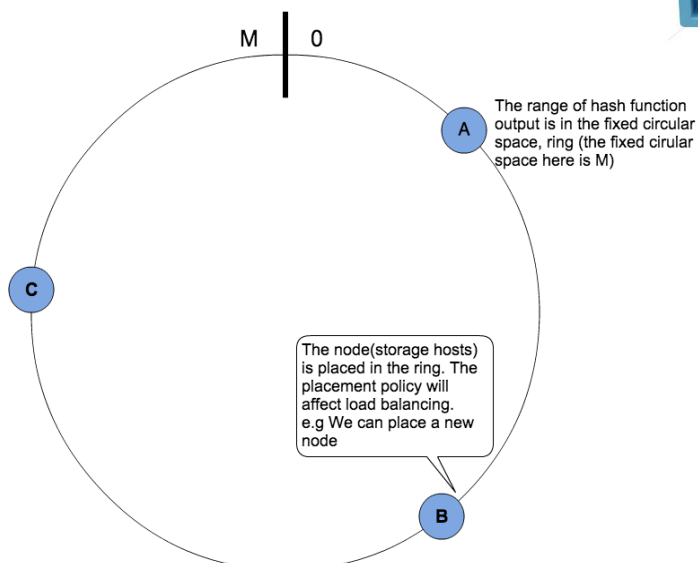 M 0
A
The range of hash function
output is in the fixed circular
space, ring (the fixed cirular
space here is M)
C
The node(storage hosts)
is placed in the ring. The
placement policy will
affect load balancing.
e.g We can place a new
node
B